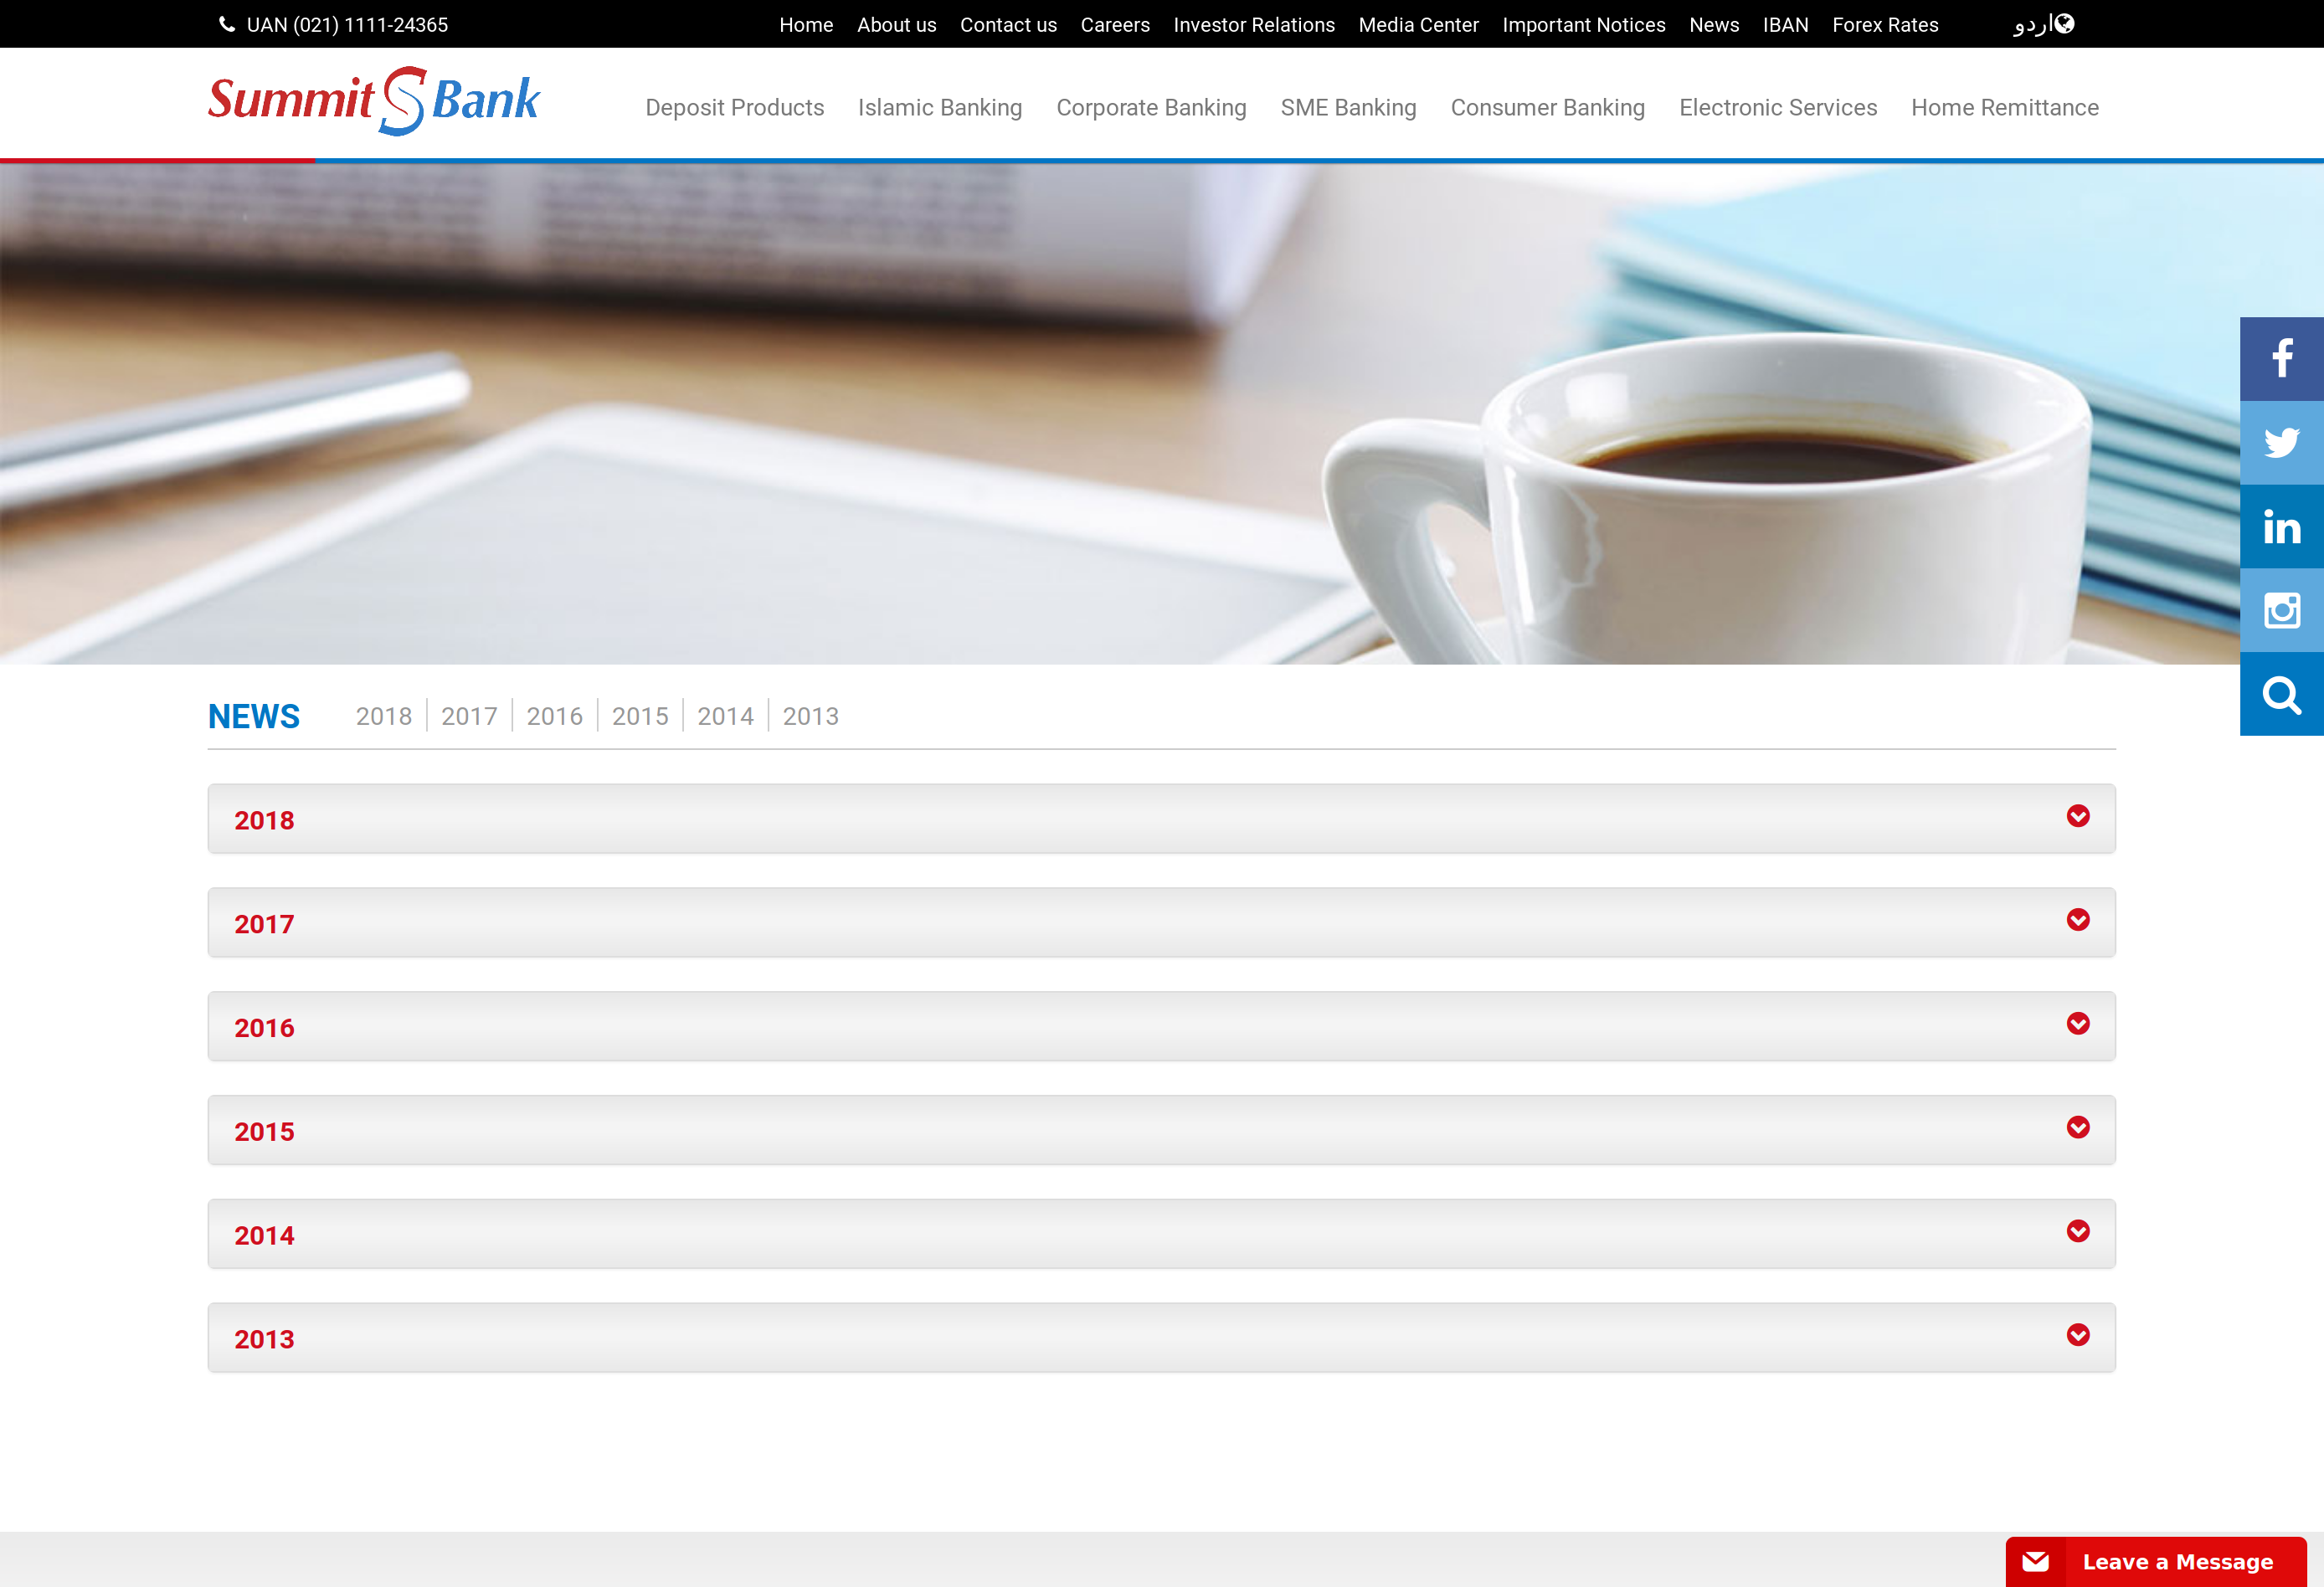 UAN (021) 1111-24365
Home About us Contact us Careers Investor Relations Media Center Important Notices News IBAN Forex Rates اردو
Summit S Bank
Deposit Products Islamic Banking Corporate Banking SME Banking Consumer Banking Electronic Services Home Remittance
NEWS 2018 2017 2016 2015 2014 2013
2018
2017
2016
2015
2014
2013
Leave a Message